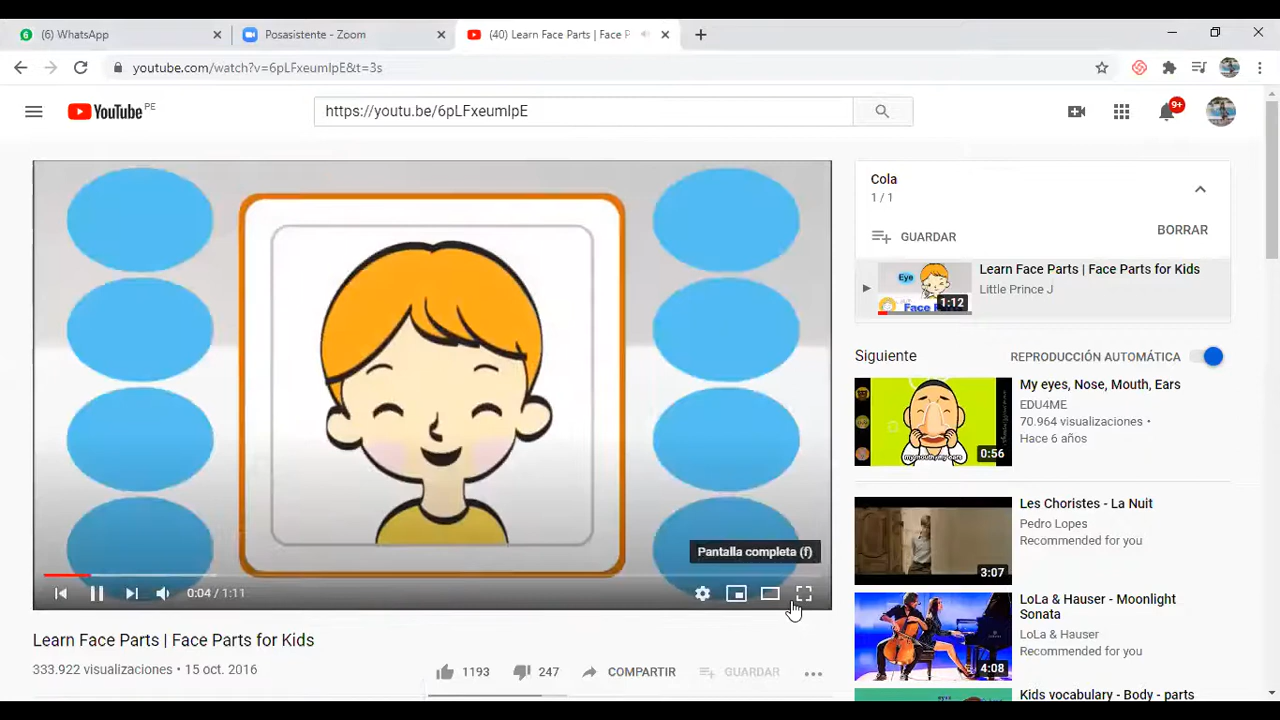 (6) WhatsApp
Posasistente - Zoom
(40) Learn Face Parts | Face P
youtube.com/watch?v=6pLFxeumIpE&t=3s
YouTube PE
https://youtu.be/6pLFxeumIpE
9+
Pantalla completa (f)
0:04 / 1:11
Learn Face Parts | Face Parts for Kids
333.922 visualizaciones • 15 oct. 2016
1193
247
COMPARTIR
GUARDAR
Cola
1 / 1
GUARDAR
BORRAR
Eye
1:12
Learn Face Parts | Face Parts for Kids
Little Prince J
Siguiente
REPRODUCCIÓN AUTOMÁTICA
0:56
My eyes, Nose, Mouth, Ears
EDU4ME
70.964 visualizaciones •
Hace 6 años
3:07
Les Choristes - La Nuit
Pedro Lopes
Recommended for you
4:08
LoLa & Hauser - Moonlight
Sonata
LoLa & Hauser
Recommended for you
Kids vocabulary - Body - parts